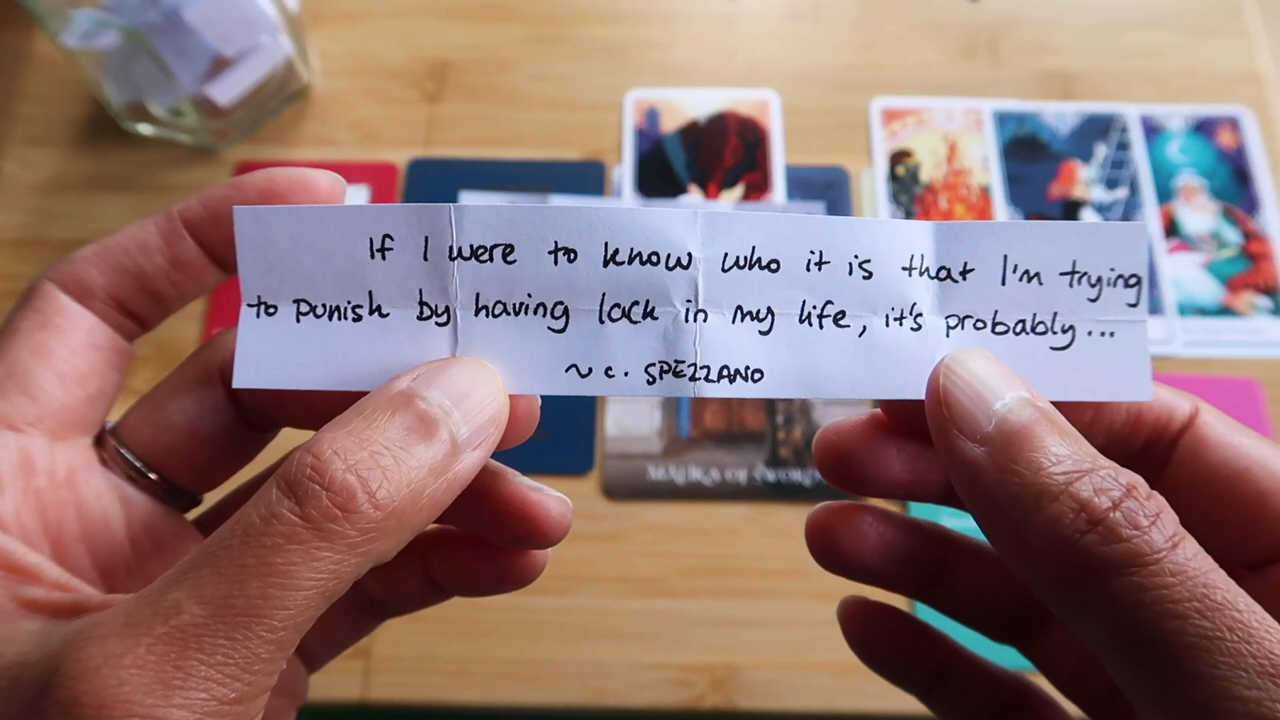 If I were to know who it is that I'm trying
to punish by having lack in my life, it's probably...
~ C. SPEZZANO